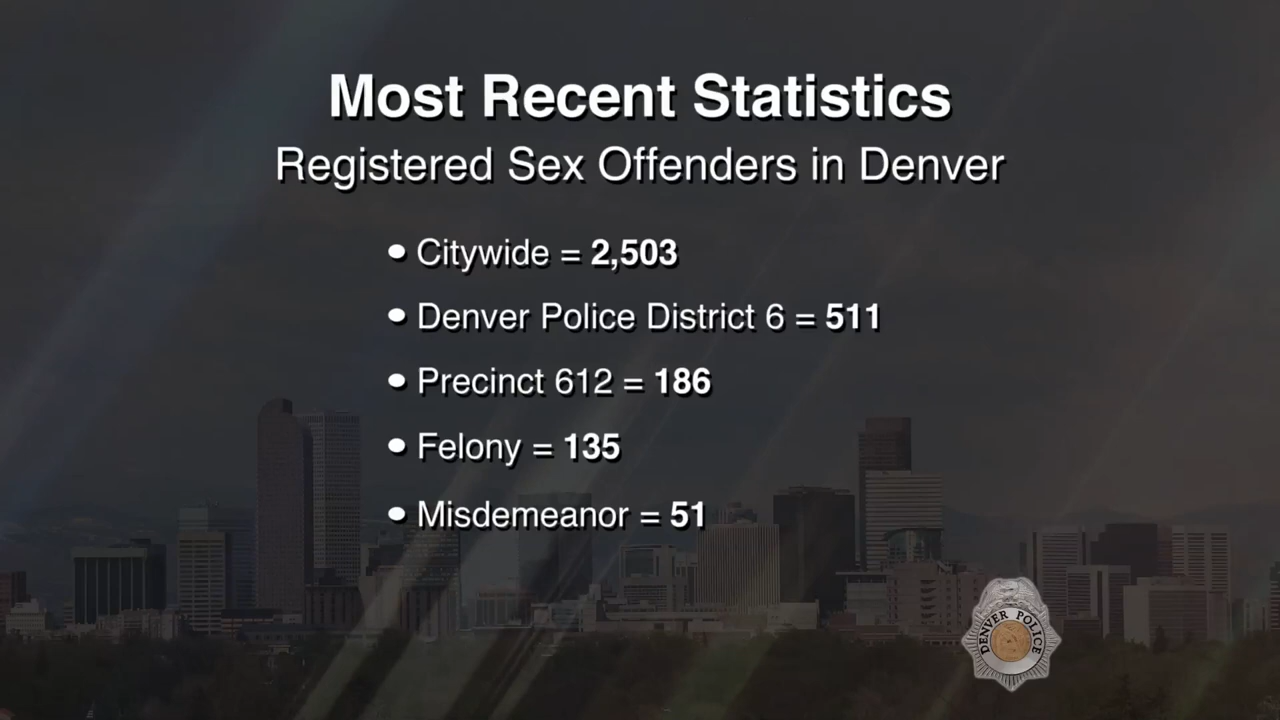 Most Recent Statistics
Registered Sex Offenders in Denver
• Citywide = 2,503
• Denver Police District 6 = 511
• Precinct 612 = 186
• Felony = 135
• Misdemeanor = 51
DENVER POLICE